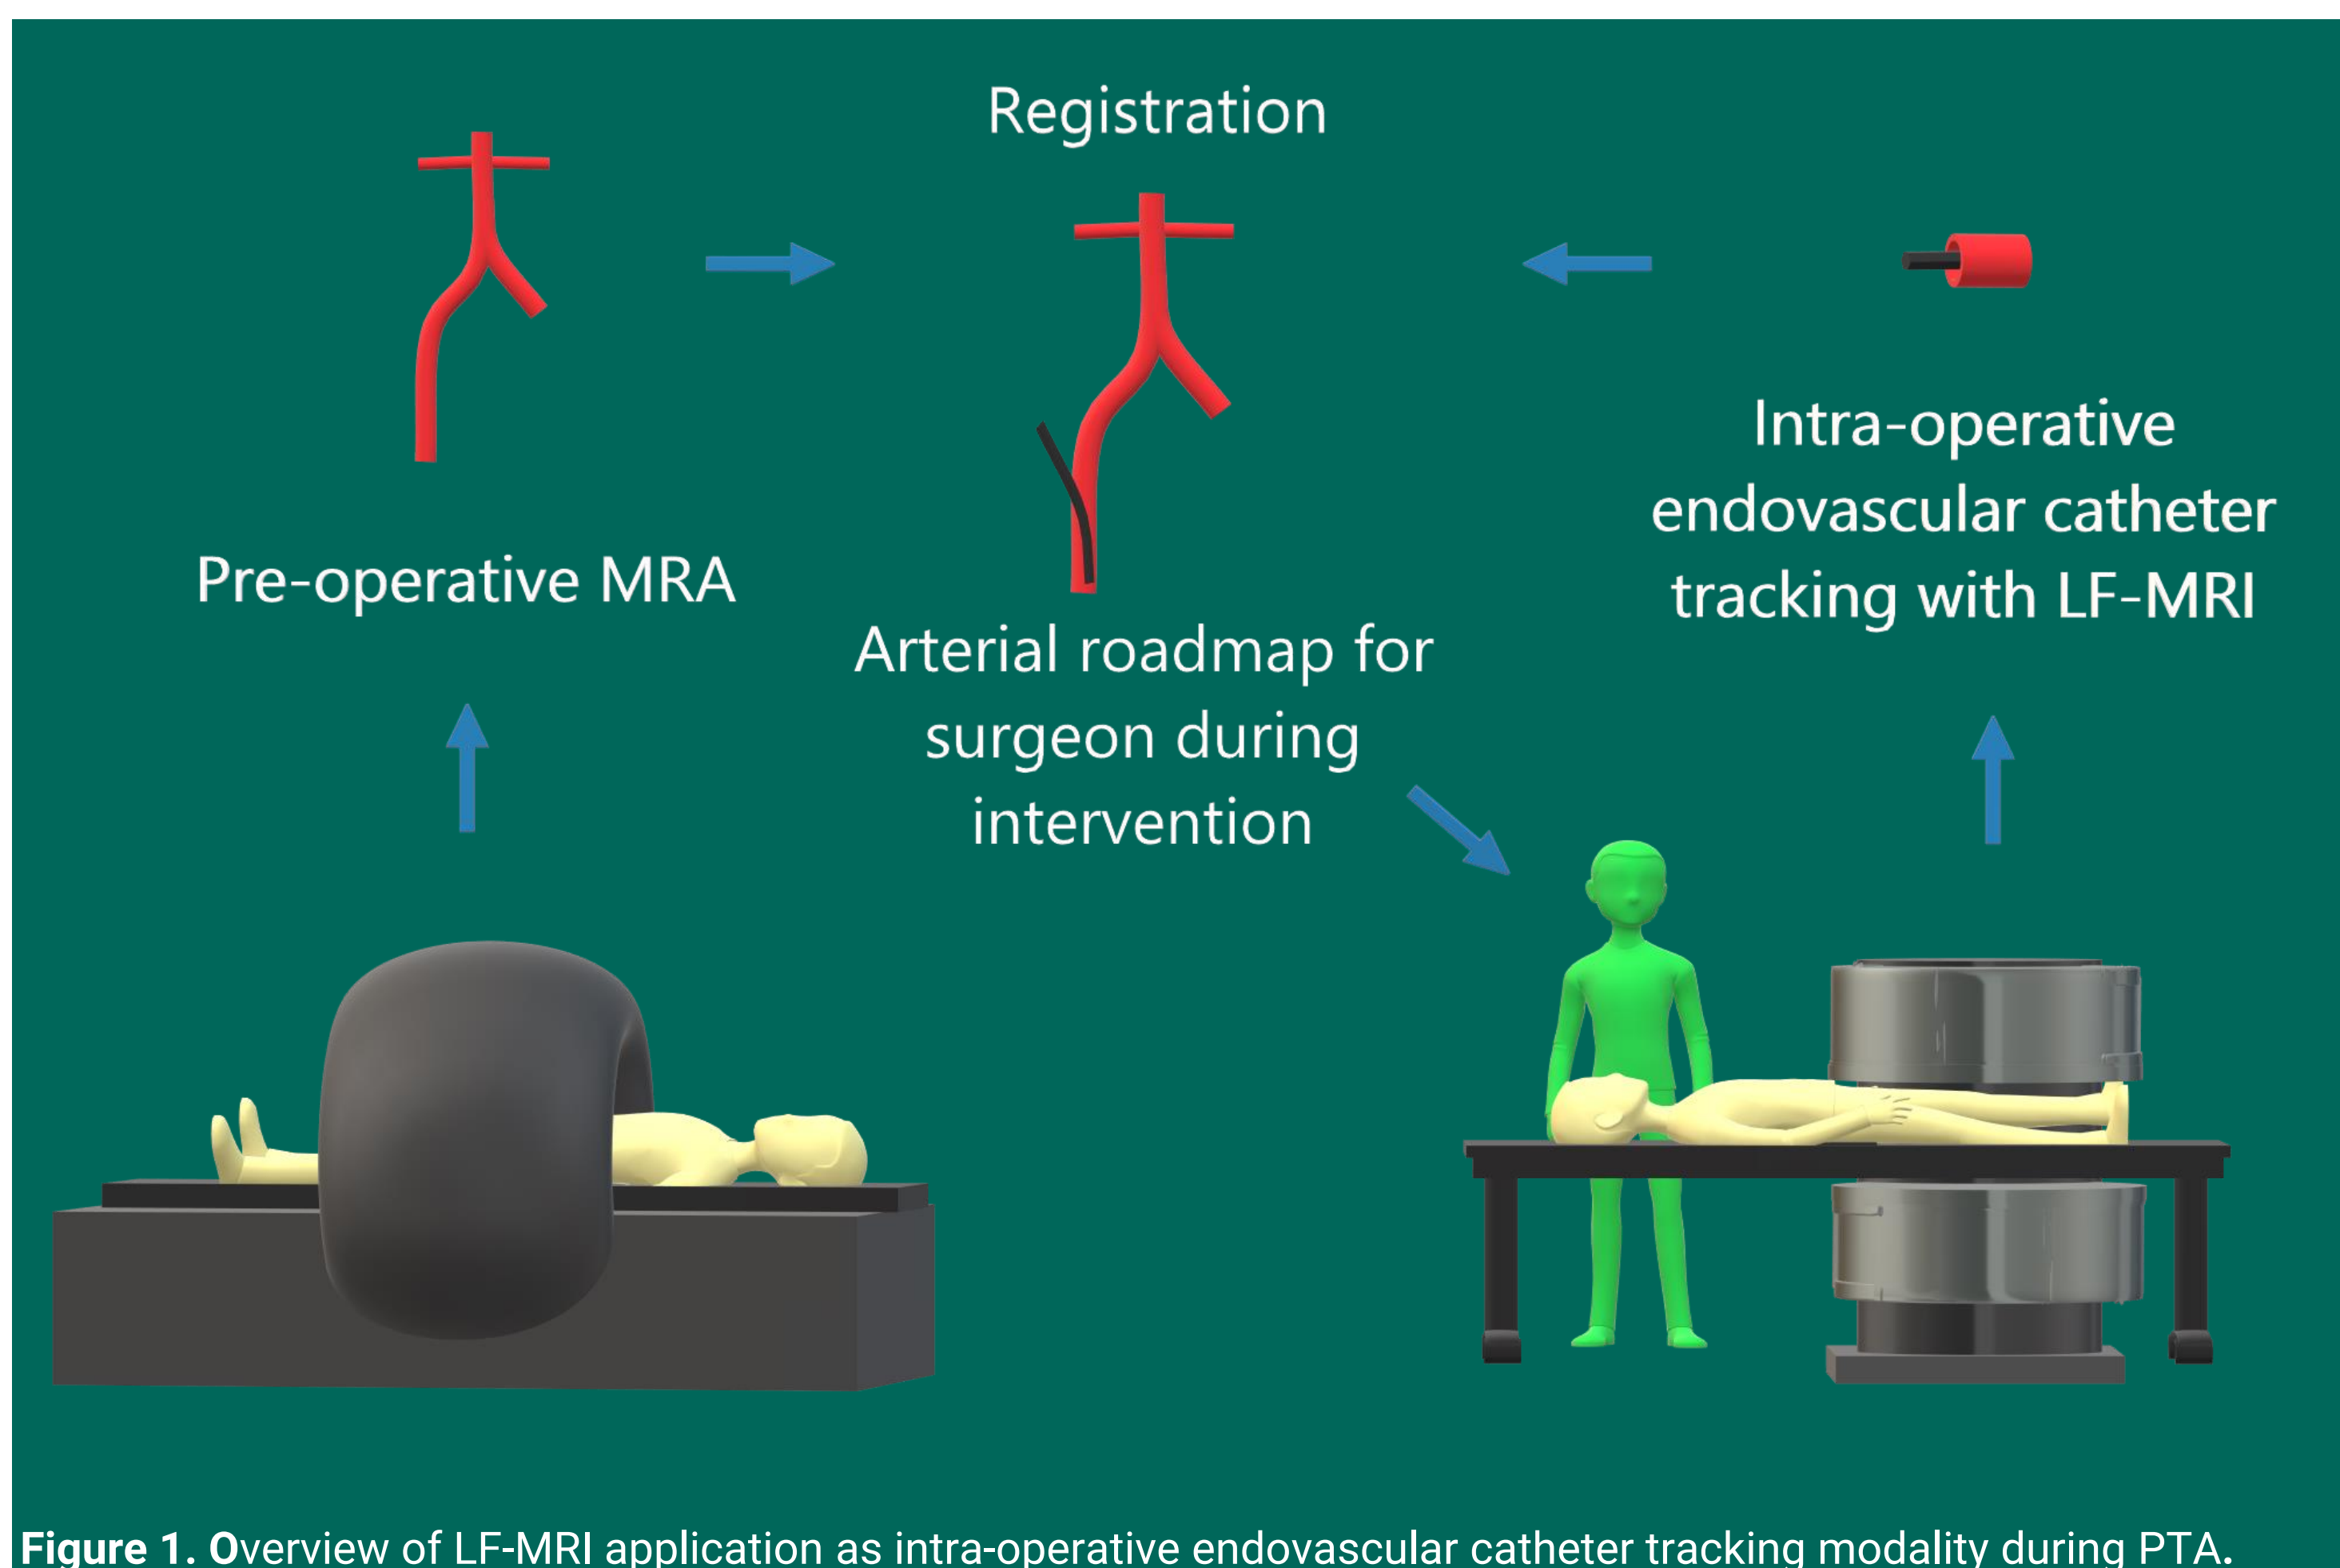 Registration
Pre-operative MRA
Arterial roadmap for
surgeon during
intervention
Intra-operative
endovascular catheter
tracking with LF-MRI
Figure 1. Overview of LF-MRI application as intra-operative endovascular catheter tracking modality during PTA.